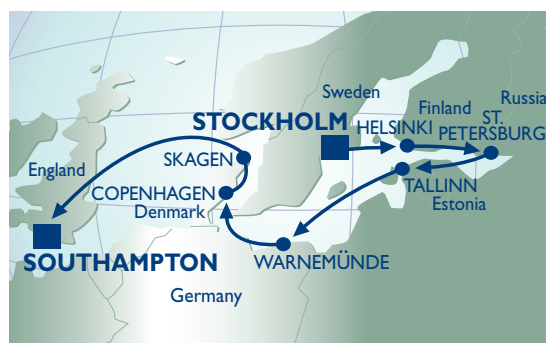 Sweden
Finland
Russia
STOCKHOLM
HELSINKI
ST.
PETERSBURG
SKAGEN
England
TALLINN
COPENHAGEN
Estonia
Denmark
SOUTHAMPTON
WARNEMÜNDE
Germany